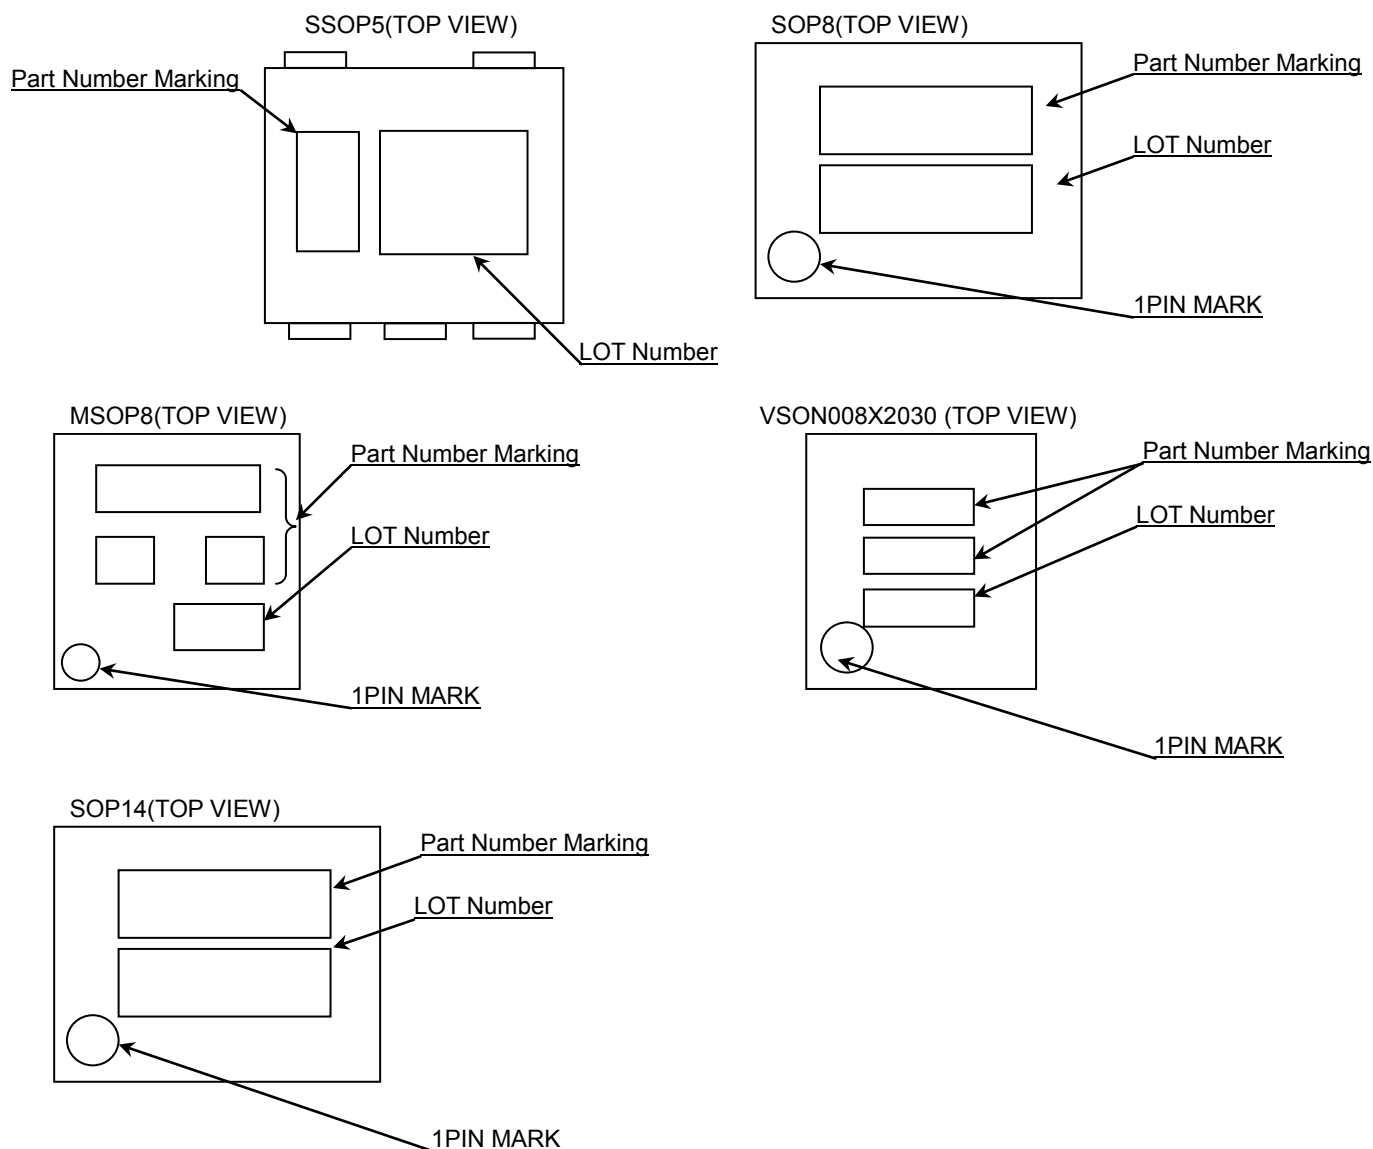 SSOP5(TOP VIEW)
Part Number Marking
LOT Number
SOP8(TOP VIEW)
Part Number Marking
LOT Number
1PIN MARK
MSOP8(TOP VIEW)
Part Number Marking
LOT Number
1PIN MARK
VSON008X2030 (TOP VIEW)
Part Number Marking
LOT Number
1PIN MARK
SOP14(TOP VIEW)
Part Number Marking
LOT Number
1PIN MARK